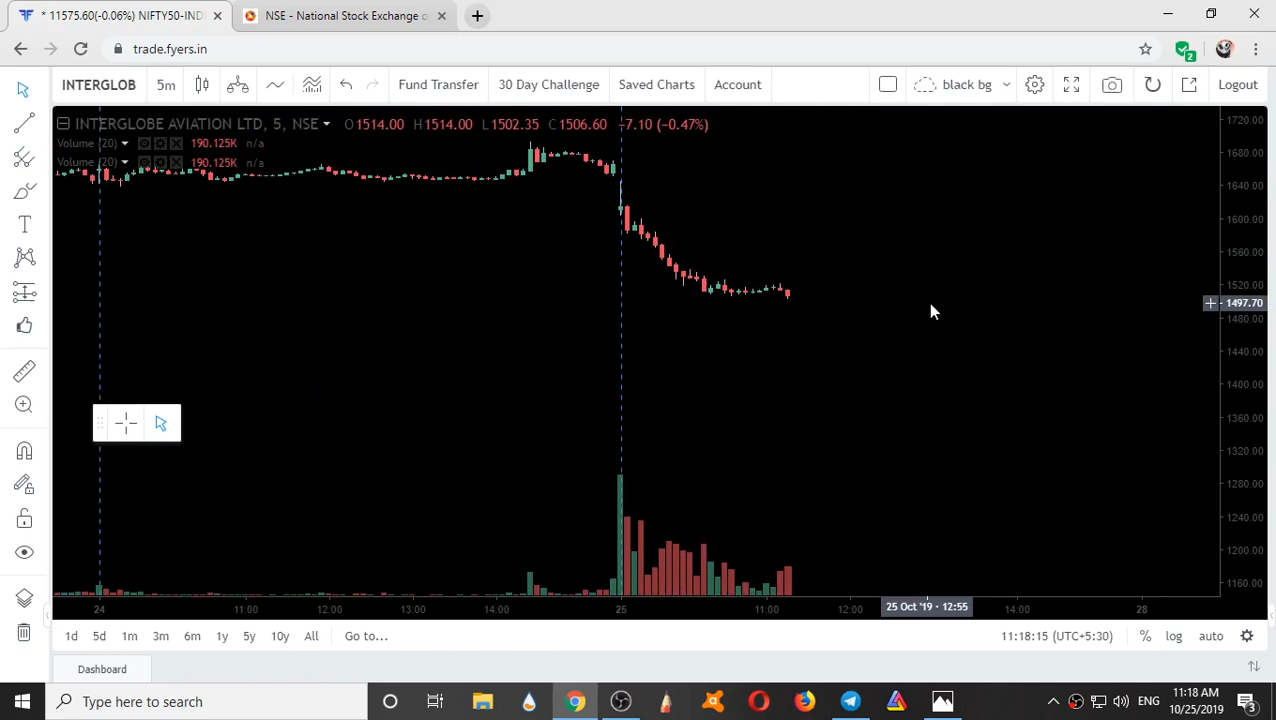 * 11575.60(-0.06%) NIFTY50-IND
NSE - National Stock Exchange o
trade.fyers.in
2
INTERGLOB 5m Fund Transfer 30 Day Challenge Saved Charts Account black bg Logout
INTERGLOBE AVIATION LTD, 5, NSE O1514.00 H1514.00 L1502.35 C1506.60 −7.10 (−0.47%)
Volume (20) 190.125K n/a
Volume (20) 190.125K n/a
1720.00
1680.00
1640.00
1600.00
1560.00
1520.00
1497.70
1480.00
1440.00
1400.00
1360.00
1320.00
1280.00
1240.00
1200.00
1160.00
24 11:00 12:00 13:00 14:00 25 11:00 12:00 25 Oct '19 - 12:55 14:00 28
1d 5d 1m 3m 6m 1y 5y 10y All Go to... 11:18:15 (UTC+5:30) % log auto
Dashboard
Type here to search
ENG
11:18 AM
10/25/2019
3